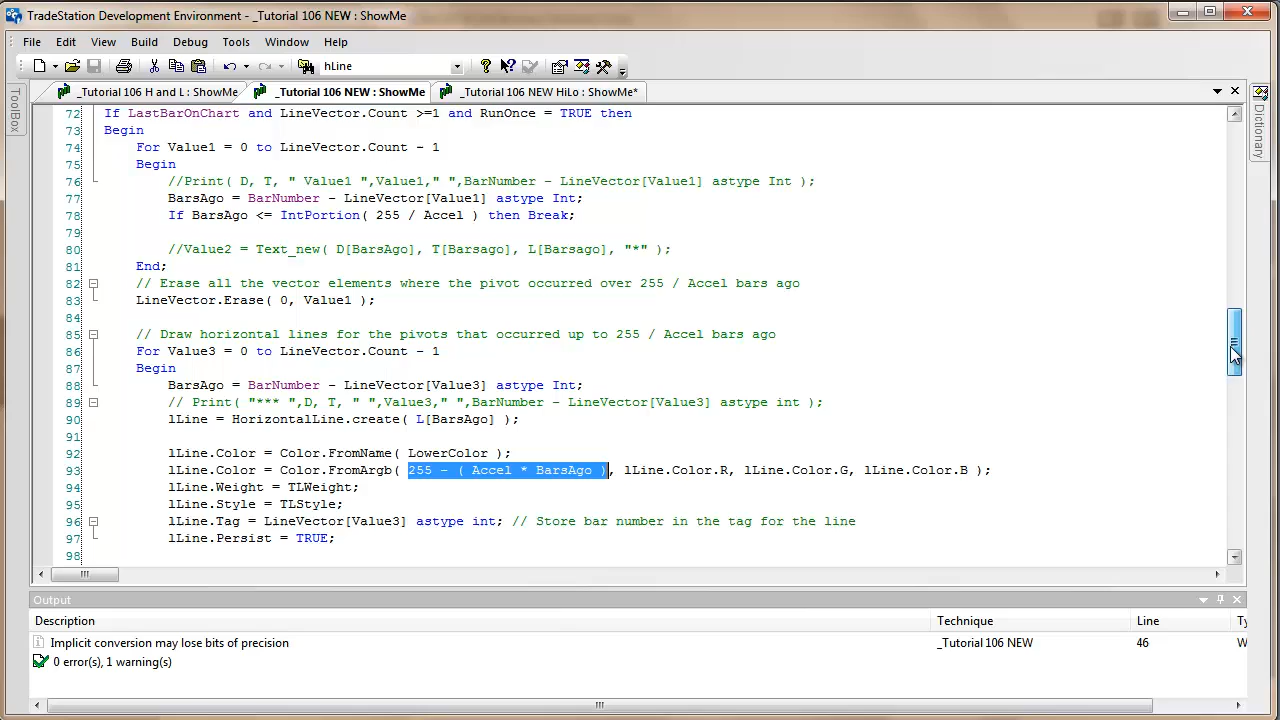 TradeStation Development Environment - _Tutorial 106 NEW : ShowMe
File Edit View Build Debug Tools Window Help
hLine
_Tutorial 106 H and L : ShowMe _Tutorial 106 NEW : ShowMe _Tutorial 106 NEW HiLo : ShowMe*
ToolBox
Dictionary
72 If LastBarOnChart and LineVector.Count >=1 and RunOnce = TRUE then
73 Begin
74 For Value1 = 0 to LineVector.Count - 1
75 Begin
76 //Print( D, T, " Value1 ",Value1," ",BarNumber - LineVector[Value1] astype Int );
77 BarsAgo = BarNumber - LineVector[Value1] astype Int;
78 If BarsAgo <= IntPortion( 255 / Accel ) then Break;
79
80 //Value2 = Text_new( D[BarsAgo], T[Barsago], L[Barsago], "*" );
81 End;
82 // Erase all the vector elements where the pivot occurred over 255 / Accel bars ago
83 LineVector.Erase( 0, Value1 );
84
85 // Draw horizontal lines for the pivots that occurred up to 255 / Accel bars ago
86 For Value3 = 0 to LineVector.Count - 1
87 Begin
88 BarsAgo = BarNumber - LineVector[Value3] astype Int;
89 // Print( "*** ",D, T, " ",Value3," ",BarNumber - LineVector[Value3] astype int );
90 lLine = HorizontalLine.create( L[BarsAgo] );
91
92 lLine.Color = Color.FromName( LowerColor );
93 lLine.Color = Color.FromArgb( 255 - ( Accel * BarsAgo ), lLine.Color.R, lLine.Color.G, lLine.Color.B );
94 lLine.Weight = TLWeight;
95 lLine.Style = TLStyle;
96 lLine.Tag = LineVector[Value3] astype int; // Store bar number in the tag for the line
97 lLine.Persist = TRUE;
98
Output
Description Technique Line Ty
Implicit conversion may lose bits of precision _Tutorial 106 NEW 46 W
0 error(s), 1 warning(s)